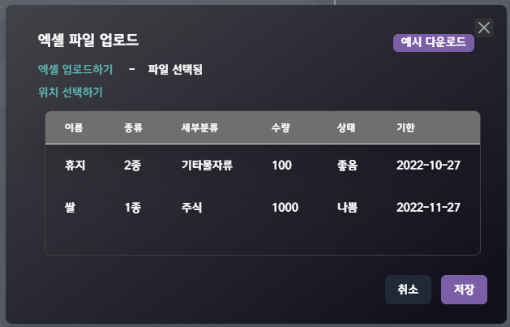 엑셀 파일 업로드
예시 다운로드
엑셀 업로드하기 - 파일 선택됨
위치 선택하기
이름 종류 세부분류 수량 상태 기한
휴지 2종 기타물자류 100 좋음 2022-10-27
쌀 1종 주식 1000 나쁨 2022-11-27
취소 저장